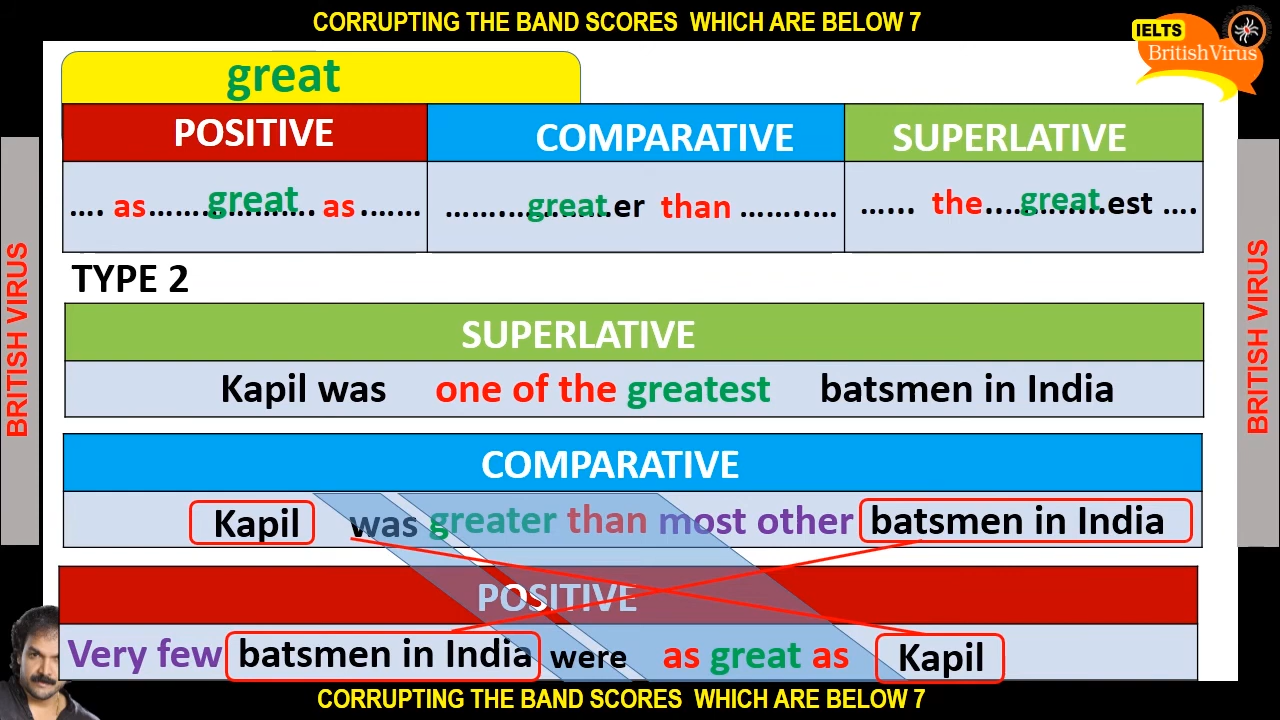 CORRUPTING THE BAND SCORES WHICH ARE BELOW 7
IELTS
BritishVirus
great
POSITIVE COMPARATIVE SUPERLATIVE
.... as....................great.................... as ....... ....................greater than ........... ...... the.............greatest ....
TYPE 2
SUPERLATIVE
Kapil was one of the greatest batsmen in India
COMPARATIVE
Kapil was greater than most other batsmen in India
POSITIVE
Very few batsmen in India were as great as Kapil
BRITISH VIRUS
BRITISH VIRUS
CORRUPTING THE BAND SCORES WHICH ARE BELOW 7